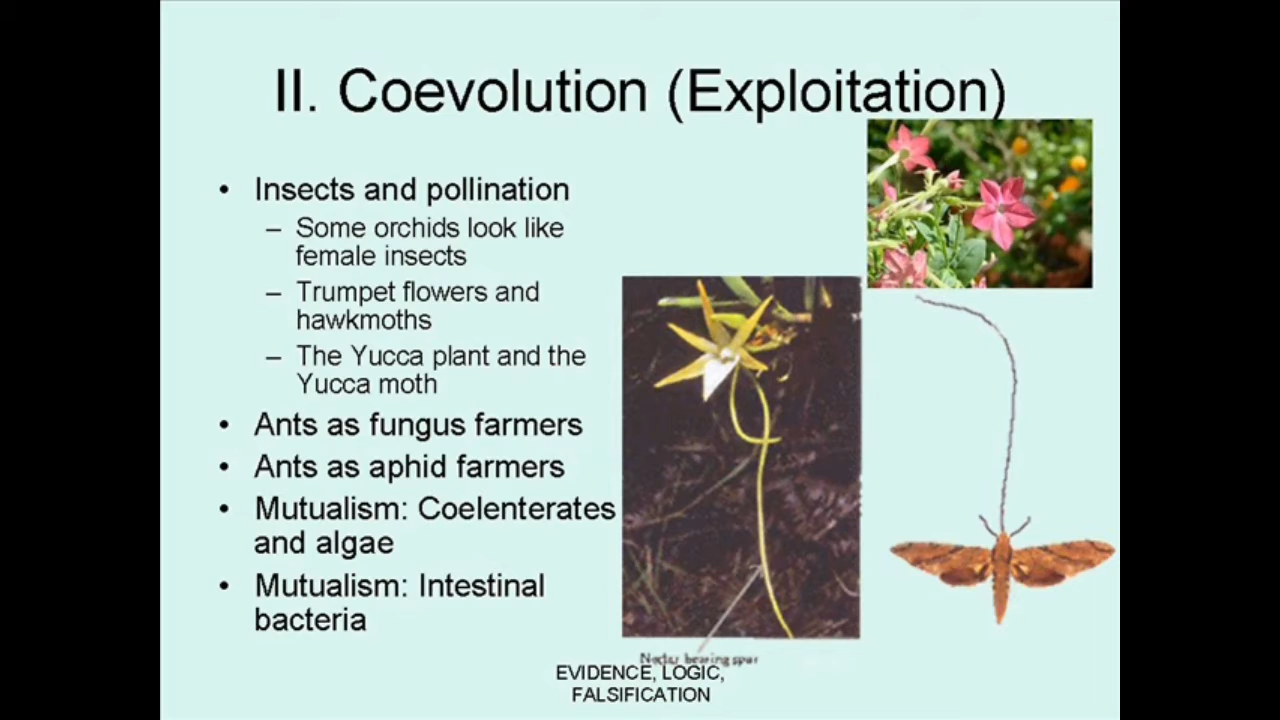 II. Coevolution (Exploitation)
• Insects and pollination
– Some orchids look like
female insects
– Trumpet flowers and
hawkmoths
– The Yucca plant and the
Yucca moth
• Ants as fungus farmers
• Ants as aphid farmers
• Mutualism: Coelenterates
and algae
• Mutualism: Intestinal
bacteria
Nectar bearing spur
EVIDENCE, LOGIC,
FALSIFICATION